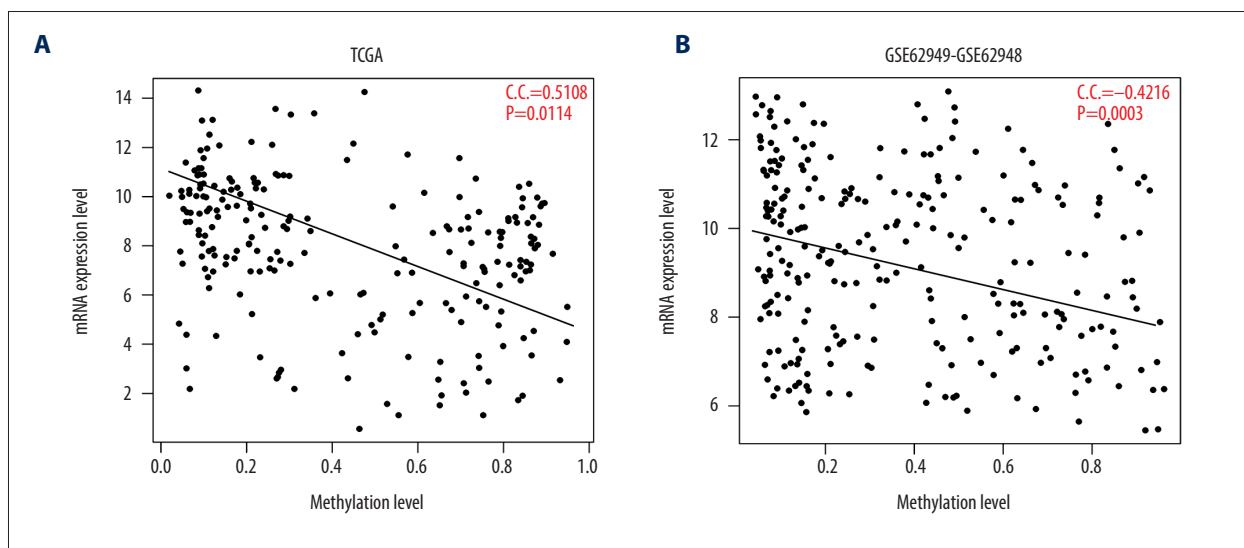 A
TCGA
C.C.=0.5108
P=0.0114
mRNA expression level
14
12
10
8
6
4
2
0.0 0.2 0.4 0.6 0.8 1.0
Methylation level
B
GSE62949-GSE62948
C.C.=–0.4216
P=0.0003
mRNA expression level
12
10
8
6
0.2 0.4 0.6 0.8
Methylation level